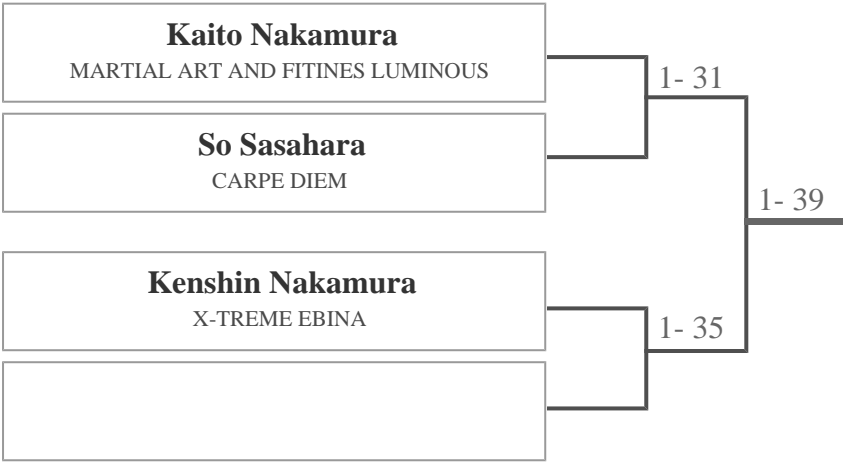 Kaito Nakamura
MARTIAL ART AND FITINES LUMINOUS
1- 31
So Sasahara
CARPE DIEM
1- 39
Kenshin Nakamura
X-TREME EBINA
1- 35